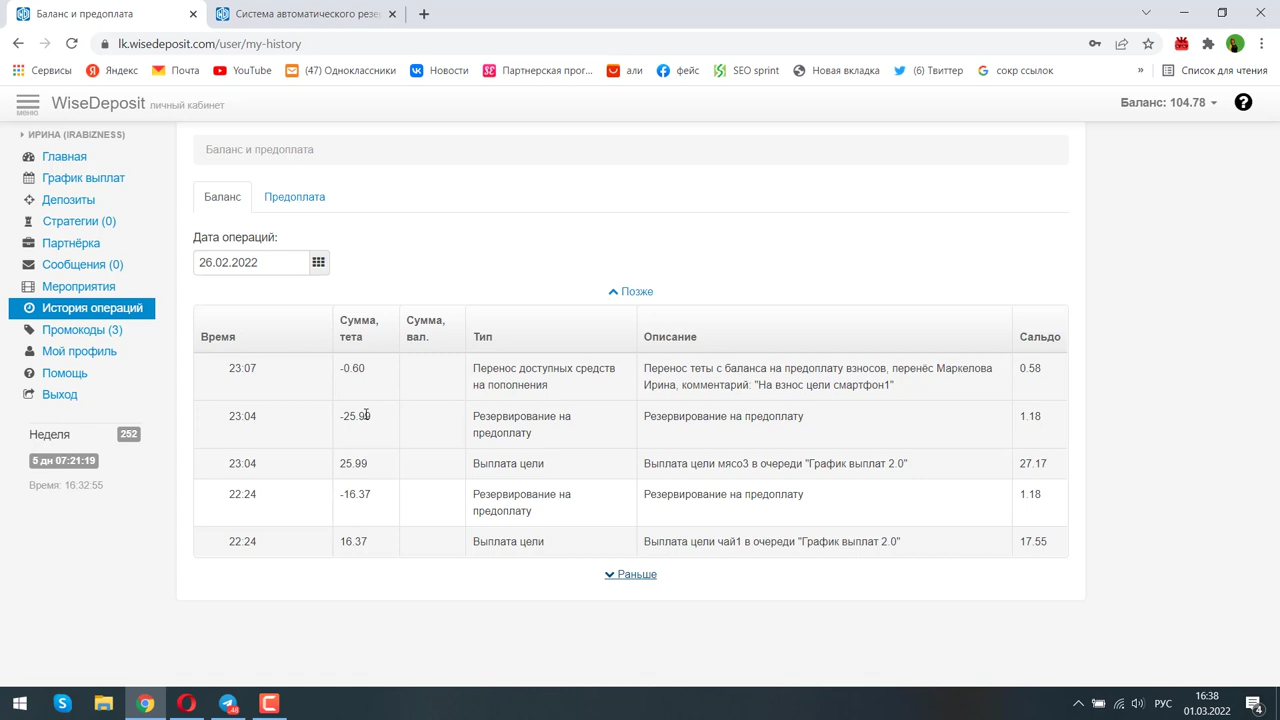 Баланс и предоплата
Система автоматического резе
lk.wisedeposit.com/user/my-history
Сервисы Яндекс Почта YouTube (47) Одноклассники Новости Партнерская прог... али фейс SEO sprint Новая вкладка (6) Твиттер сокр ссылок » Список для чтения
меню WiseDeposit личный кабинет Баланс: 104.78
ИРИНА (IRABIZNESS)
Главная
График выплат
Депозиты
Стратегии (0)
Партнёрка
Сообщения (0)
Мероприятия
История операций
Промокоды (3)
Мой профиль
Помощь
Выход
Неделя 252
5 дн 07:21:19
Время: 16:32:55
Баланс и предоплата
Баланс Предоплата
Дата операций:
26.02.2022
Позже
Время Сумма, тета Сумма, вал. Тип Описание Сальдо
23:07 -0.60 Перенос доступных средств Перенос теты с баланса на предоплату взносов, перенёс Маркелова 0.58
на пополнения Ирина, комментарий: "На взнос цели смартфон1"
23:04 -25.99 Резервирование на Резервирование на предоплату 1.18
предоплату
23:04 25.99 Выплата цели Выплата цели мясо3 в очереди "График выплат 2.0" 27.17
22:24 -16.37 Резервирование на Резервирование на предоплату 1.18
предоплату
22:24 16.37 Выплата цели Выплата цели чай1 в очереди "График выплат 2.0" 17.55
Раньше
РУС
16:38
01.03.2022
48
4